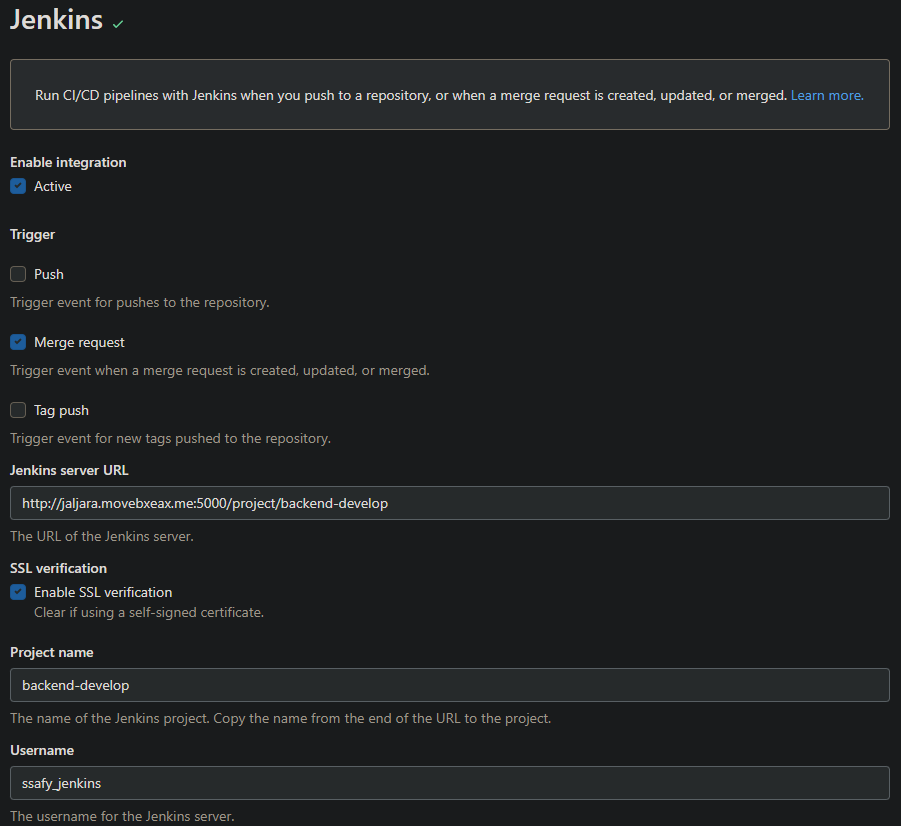 Jenkins
Run CI/CD pipelines with Jenkins when you push to a repository, or when a merge request is created, updated, or merged. Learn more.
Enable integration
Active
Trigger
Push
Trigger event for pushes to the repository.
Merge request
Trigger event when a merge request is created, updated, or merged.
Tag push
Trigger event for new tags pushed to the repository.
Jenkins server URL
http://jaljara.movebxeax.me:5000/project/backend-develop
The URL of the Jenkins server.
SSL verification
Enable SSL verification
Clear if using a self-signed certificate.
Project name
backend-develop
The name of the Jenkins project. Copy the name from the end of the URL to the project.
Username
ssafy_jenkins
The username for the Jenkins server.